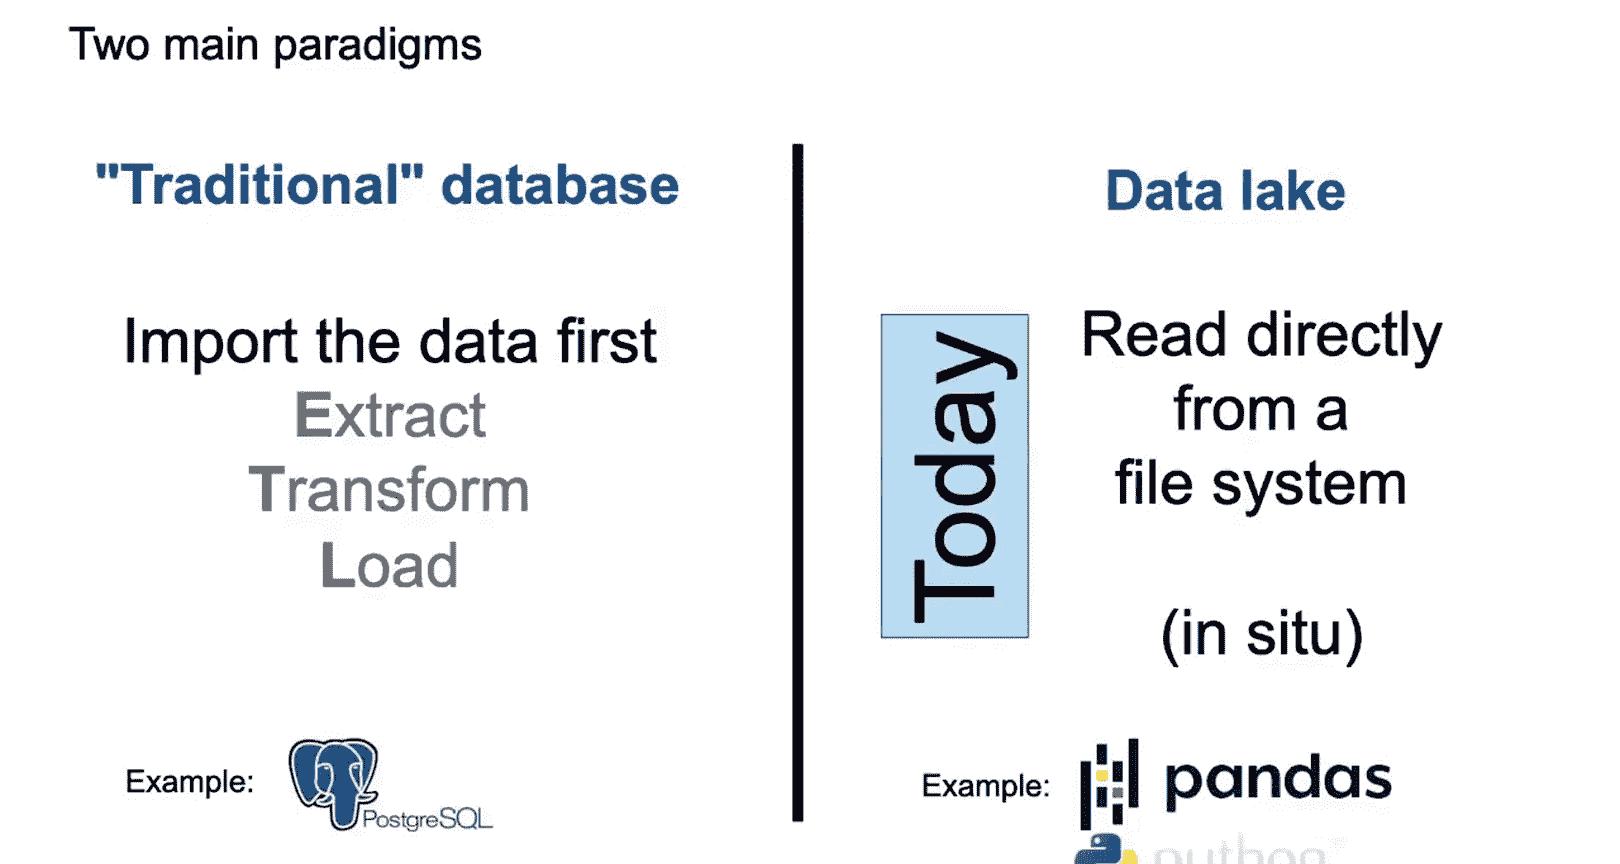 Two main paradigms
"Traditional" database
Import the data first
Extract
Transform
Load
Example:
PostgreSQL
Data lake
Today
Read directly
from a
file system
(in situ)
Example:
pandas
python